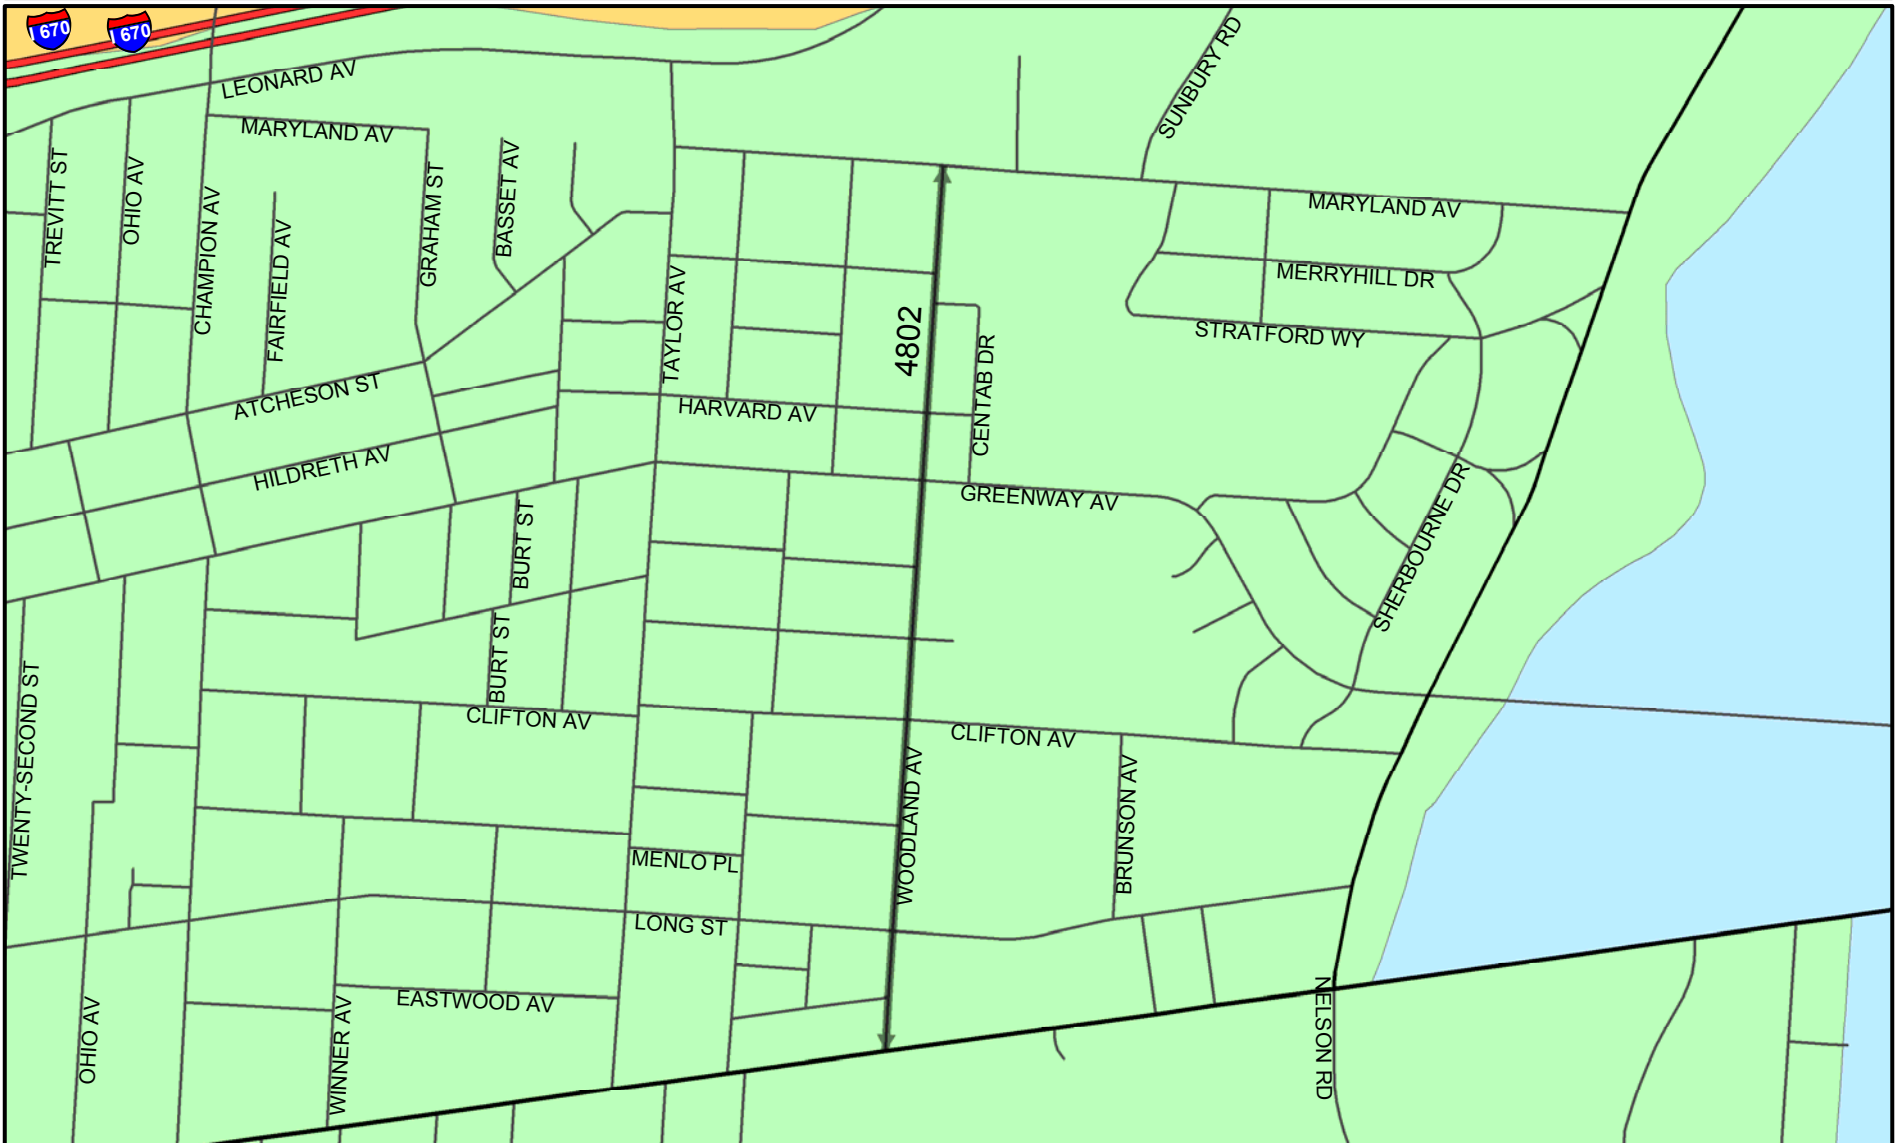 I 670
I 670
LEONARD AV
SUNBURY RD
MARYLAND AV
TREVITT ST
OHIO AV
CHAMPION AV
FAIRFIELD AV
GRAHAM ST
BASSET AV
MARYLAND AV
MERRYHILL DR
STRATFORD WY
TAYLOR AV
4802
CENTAB DR
ATCHESON ST
HARVARD AV
HILDRETH AV
GREENWAY AV
BURT ST
SHERBOURNE DR
BURT ST
TWENTY-SECOND ST
CLIFTON AV
CLIFTON AV
WOODLAND AV
BRUNSON AV
MENLO PL
LONG ST
EASTWOOD AV
OHIO AV
WINNER AV
NELSON RD